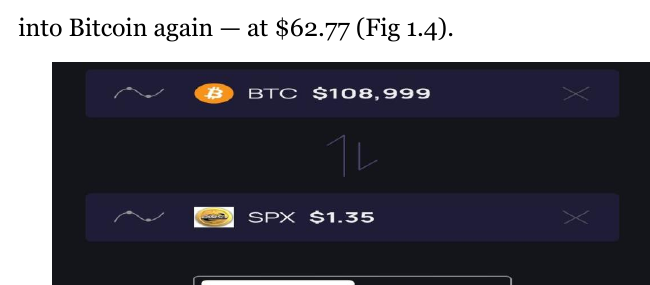 into Bitcoin again — at $62.77 (Fig 1.4).
BTC $108,999
SPX $1.35